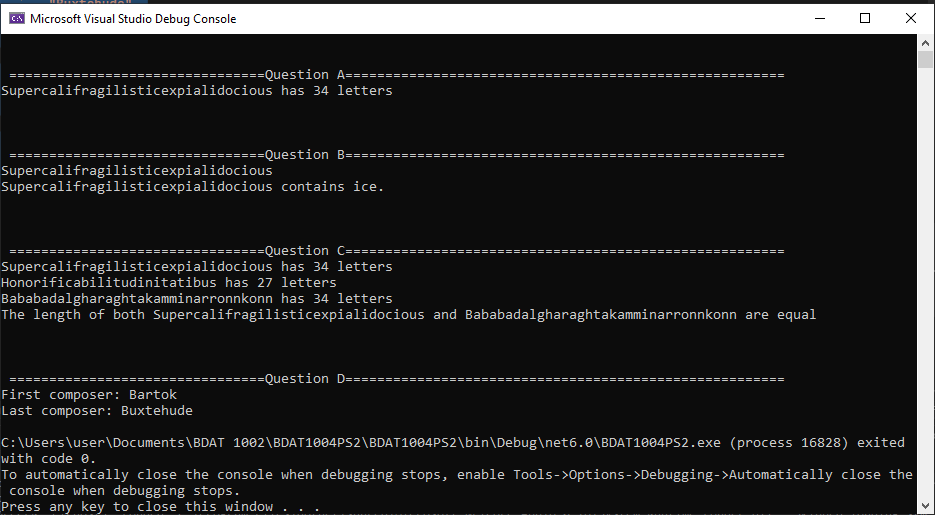 "Buxtehude"
Microsoft Visual Studio Debug Console
================================Question A=======================================================
Supercalifragilisticexpialidocious has 34 letters
================================Question B=======================================================
Supercalifragilisticexpialidocious
Supercalifragilisticexpialidocious contains ice.
================================Question C=======================================================
Supercalifragilisticexpialidocious has 34 letters
Honorificabilitudinitatibus has 27 letters
Bababadalgharaghtakamminarronnkonn has 34 letters
The length of both Supercalifragilisticexpialidocious and Bababadalgharaghtakamminarronnkonn are equal
================================Question D=======================================================
First composer: Bartok
Last composer: Buxtehude
C:\Users\user\Documents\BDAT 1002\BDAT1004PS2\BDAT1004PS2\bin\Debug\net6.0\BDAT1004PS2.exe (process 16828) exited
with code 0.
To automatically close the console when debugging stops, enable Tools->Options->Debugging->Automatically close the
console when debugging stops.
Press any key to close this window . . .